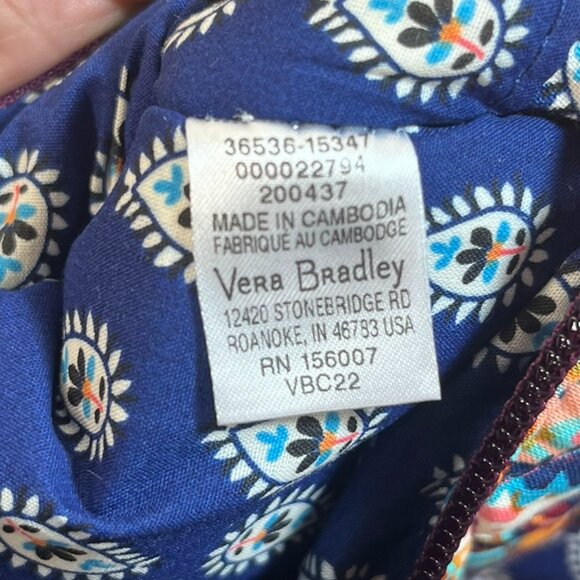 36536-15347
000022794
200437
MADE IN CAMBODIA
FABRIQUÉ AU CAMBODGE
Vera Bradley
12420 STONEBRIDGE RD
ROANOKE, IN 46783 USA
RN 156007
VBC22